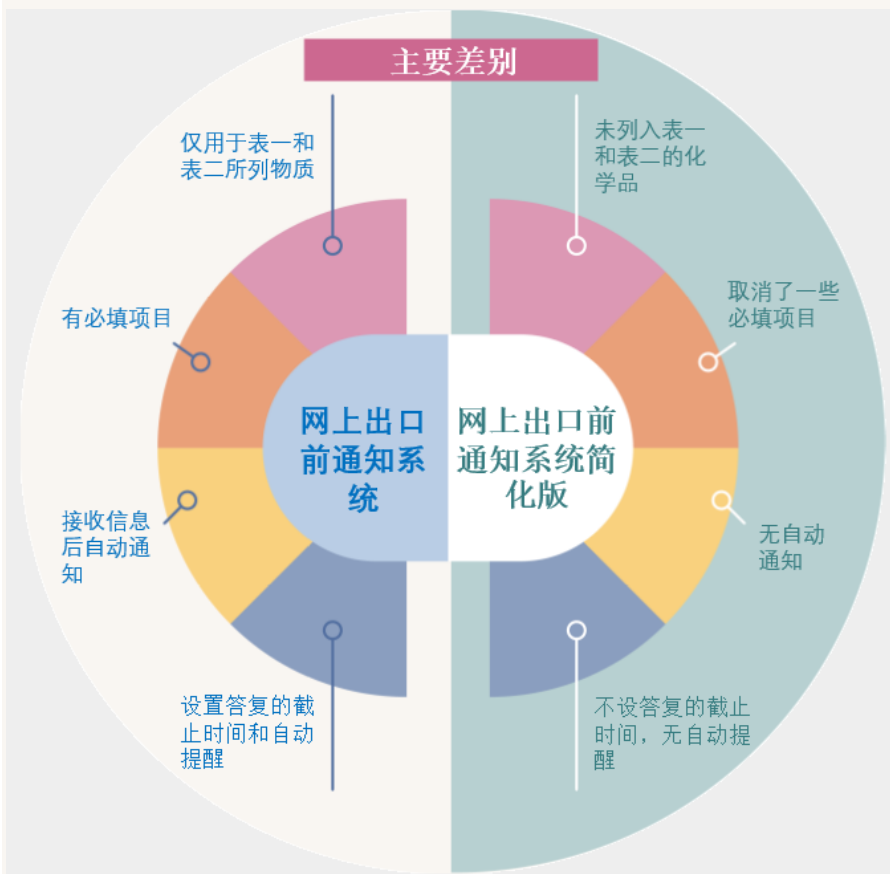 主要差别
仅用于表一和
表二所列物质
有必填项目
接收信息
后自动通
知
设置答复的截
止时间和自动
提醒
网上出口
前通知系
统
网上出口前
通知系统简
化版
未列入表一
和表二的化
学品
取消了一些
必填项目
无自动
通知
不设答复的截止
时间，无自动提
醒